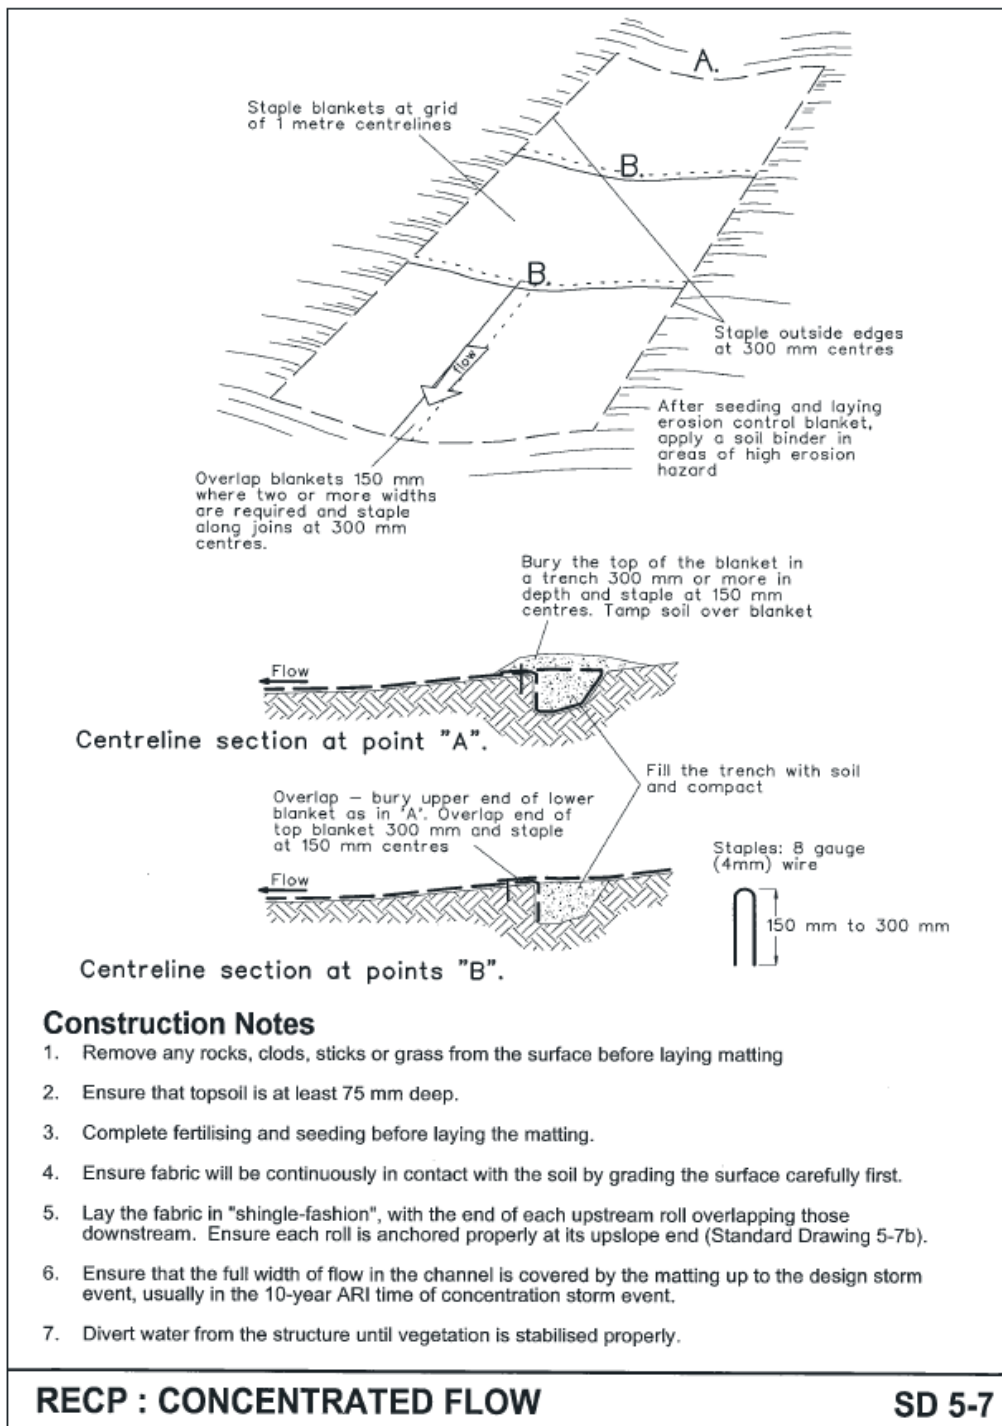 A.
Staple blankets at grid
of 1 metre centrelines
B.
B.
flow
Staple outside edges
at 300 mm centres
After seeding and laying
erosion control blanket,
apply a soil binder in
areas of high erosion
hazard
Overlap blankets 150 mm
where two or more widths
are required and staple
along joins at 300 mm
centres.
Bury the top of the blanket in
a trench 300 mm or more in
depth and staple at 150 mm
centres. Tamp soil over blanket
Flow
Centreline section at point "A".
Fill the trench with soil
and compact
Overlap – bury upper end of lower
blanket as in 'A'. Overlap end of
top blanket 300 mm and staple
at 150 mm centres
Flow
Staples: 8 gauge
(4mm) wire
150 mm to 300 mm
Centreline section at points "B".
Construction Notes
1. Remove any rocks, clods, sticks or grass from the surface before laying matting
2. Ensure that topsoil is at least 75 mm deep.
3. Complete fertilising and seeding before laying the matting.
4. Ensure fabric will be continuously in contact with the soil by grading the surface carefully first.
5. Lay the fabric in "shingle-fashion", with the end of each upstream roll overlapping those
downstream. Ensure each roll is anchored properly at its upslope end (Standard Drawing 5-7b).
6. Ensure that the full width of flow in the channel is covered by the matting up to the design storm
event, usually in the 10-year ARI time of concentration storm event.
7. Divert water from the structure until vegetation is stabilised properly.
RECP : CONCENTRATED FLOW
SD 5-7